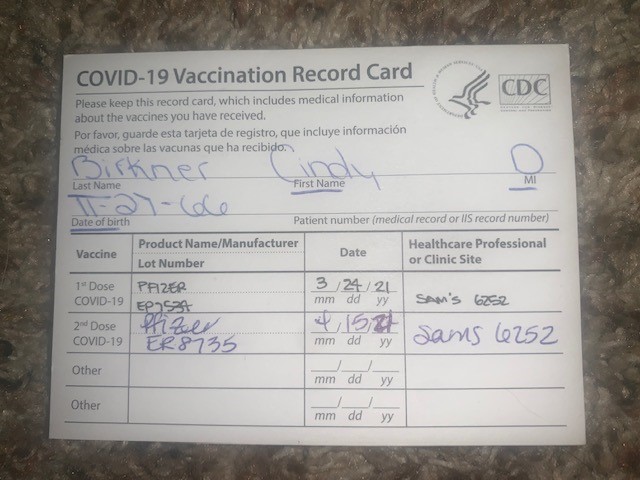 COVID-19 Vaccination Record Card
CDC
Please keep this record card, which includes medical information
about the vaccines you have received.
Por favor, guarde esta tarjeta de registro, que incluye información
médica sobre las vacunas que ha recibido.
Birkner Cindy D
Last Name First Name MI
11-27-66
Date of birth Patient number (medical record or IIS record number)
Vaccine Product Name/Manufacturer Date Healthcare Professional
Lot Number or Clinic Site
1st Dose PFIZER 3/24/21
COVID-19 EP7534 mm dd yy SAM'S 6252
2nd Dose Pfizer 4/15/21
COVID-19 ER8735 mm dd yy Sams 6252
Other
mm dd yy
Other
mm dd yy